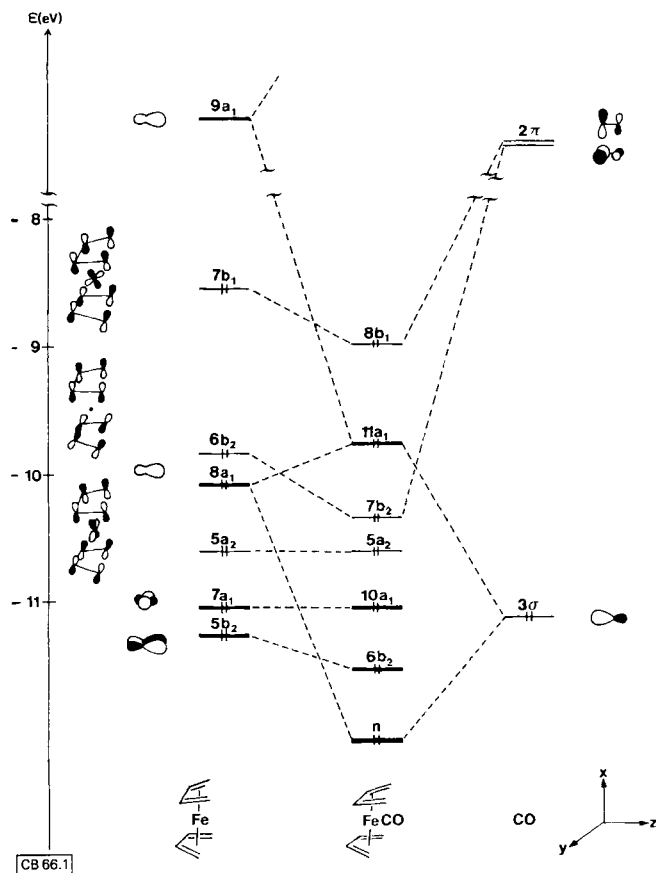 E(eV)
9a₁
2π
- 8
7b₁
8b₁
- 9
11a₁
6b₂
8a₁
- 10
7b₂
5a₂
5a₂
7a₁
10a₁
- 11
3σ
5b₂
6b₂
n
x
Fe
FeCO
CO
z
y
CB 66.1